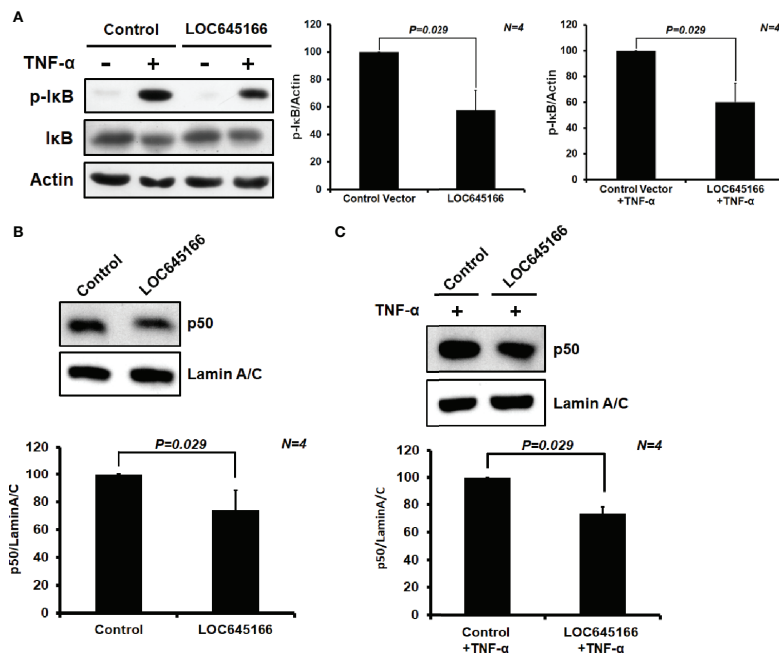 A
Control LOC645166
TNF-α - + - +
p-IκB
IκB
Actin
P=0.029 N=4
p-IκB/Actin
120
100
80
60
40
20
0
Control Vector LOC645166
P=0.029 N=4
p-IκB/Actin
120
100
80
60
40
20
0
Control Vector +TNF-α
LOC645166 +TNF-α
B
Control LOC645166
p50
Lamin A/C
P=0.029 N=4
p50/LaminA/C
120
100
80
60
40
20
0
Control LOC645166
C
Control LOC645166
TNF-α + +
p50
Lamin A/C
P=0.029 N=4
p50/LaminA/C
120
100
80
60
40
20
0
Control +TNF-α
LOC645166 +TNF-α